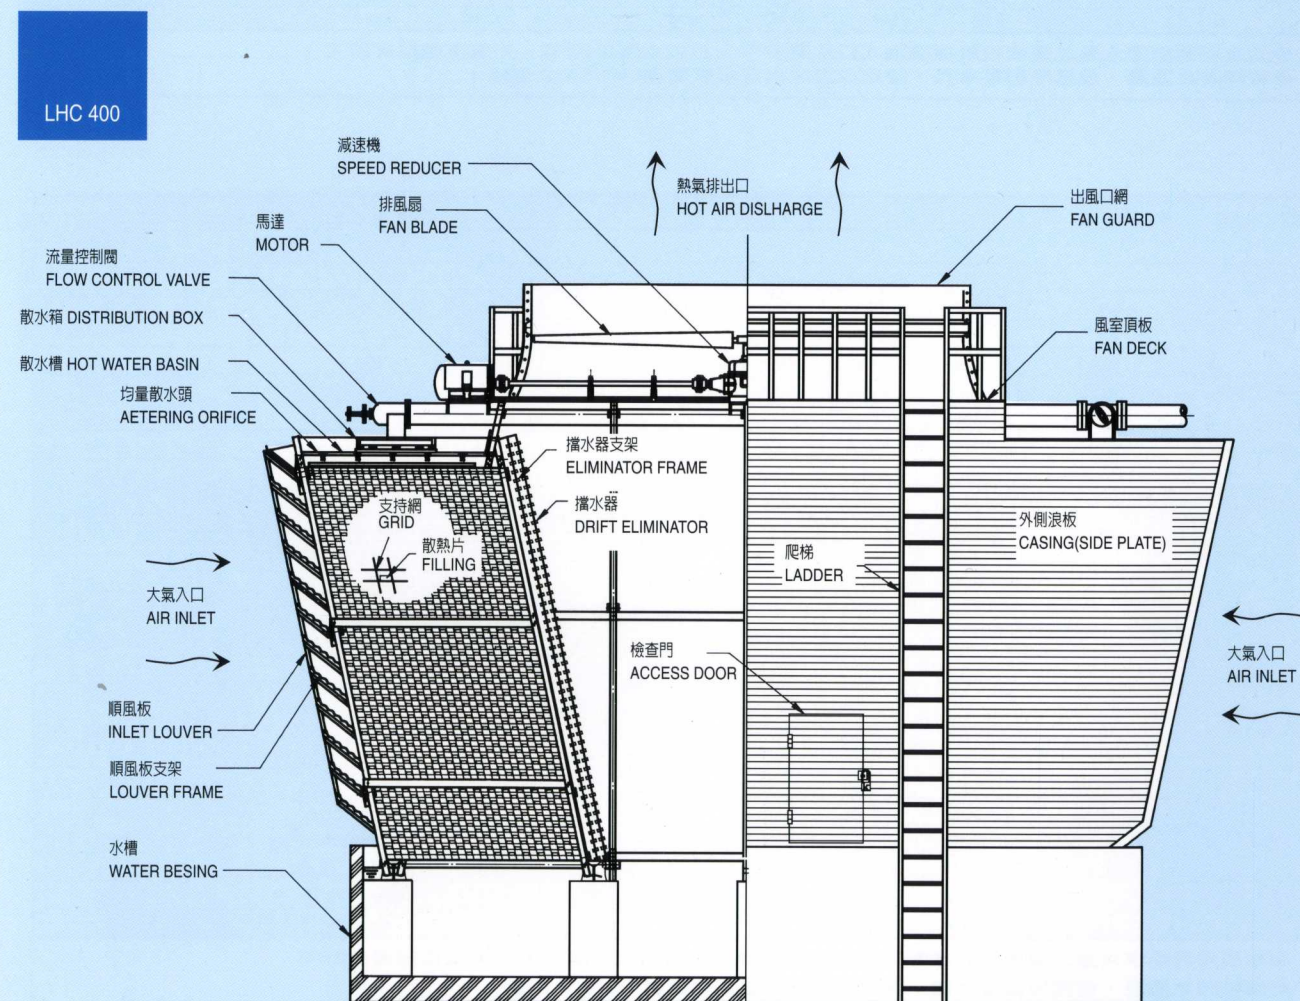 LHC 400
減速機
SPEED REDUCER
熱氣排出口
HOT AIR DISLHARGE
出風口網
FAN GUARD
排風扇
FAN BLADE
馬達
MOTOR
流量控制閥
FLOW CONTROL VALVE
散水箱 DISTRIBUTION BOX
風室頂板
FAN DECK
散水槽 HOT WATER BASIN
均量散水頭
AETERING ORIFICE
擋水器支架
ELIMINATOR FRAME
支持網
GRID
擋水器
DRIFT ELIMINATOR
外側浪板
CASING(SIDE PLATE)
散熱片
FILLING
爬梯
LADDER
大氣入口
AIR INLET
檢查門
ACCESS DOOR
大氣入口
AIR INLET
順風板
INLET LOUVER
順風板支架
LOUVER FRAME
水槽
WATER BESING